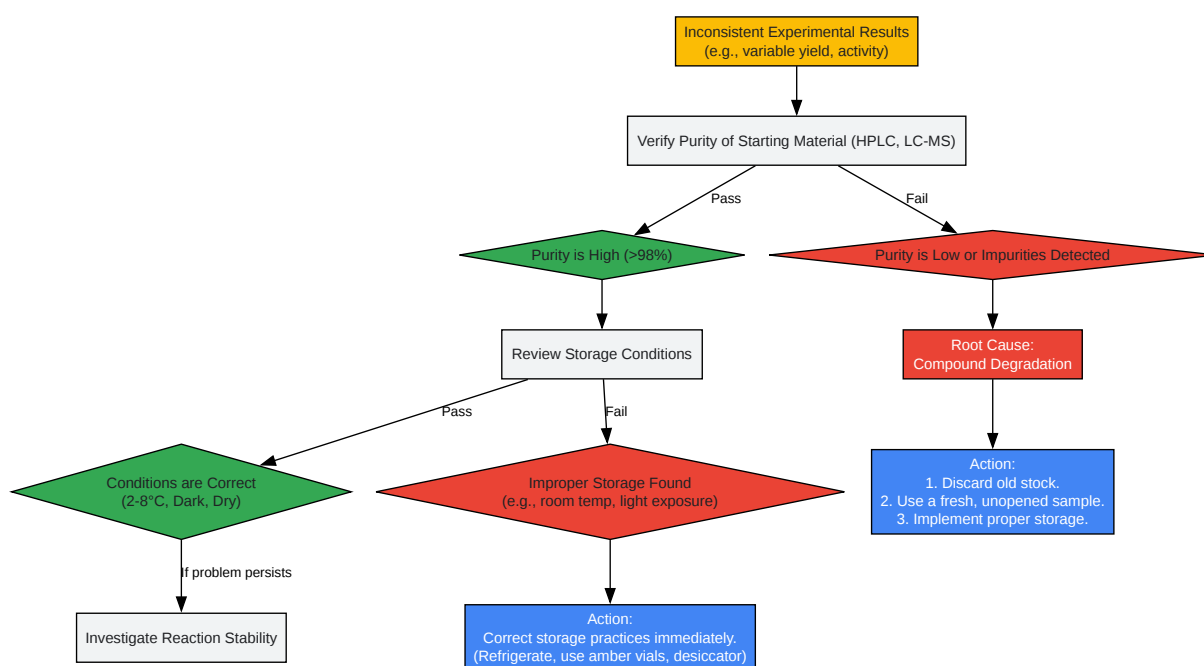 Inconsistent Experimental Results
(e.g., variable yield, activity)
Verify Purity of Starting Material (HPLC, LC-MS)
Pass
Fail
Purity is High (>98%)
Purity is Low or Impurities Detected
Review Storage Conditions
Root Cause:
Compound Degradation
Pass
Fail
Conditions are Correct
(2-8°C, Dark, Dry)
Improper Storage Found
(e.g., room temp, light exposure)
Action:
1. Discard old stock.
2. Use a fresh, unopened sample.
3. Implement proper storage.
If problem persists
Investigate Reaction Stability
Action:
Correct storage practices immediately.
(Refrigerate, use amber vials, desiccator)